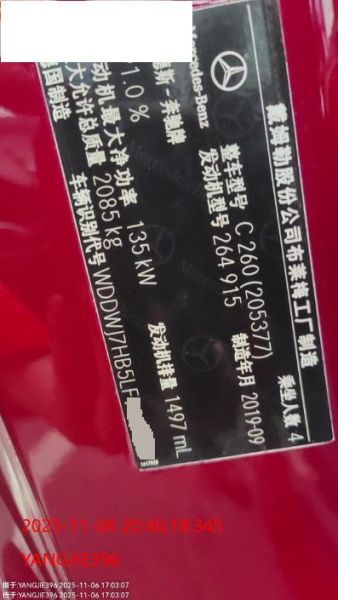 戴姆勒股份公司布莱梅工厂制造
Mercedes-Benz
整车型号 C 260 (205377)
乘坐人数 4
发动机型号 264 915
制造年月 2019-09
德斯-奔驰牌
发动机排量 1497 mL
1.0 %
动机最大净功率 135 kW
大允许总质量 2085 kg
车辆识别代号 WDDWJ7HB5LF
德国制造
2025-11-06 20:46:18:345
YANGJIE396
摄于:YANGJIE396 2025-11-06 17:03:07
传于:YANGJIE396 2025-11-06 17:03:07